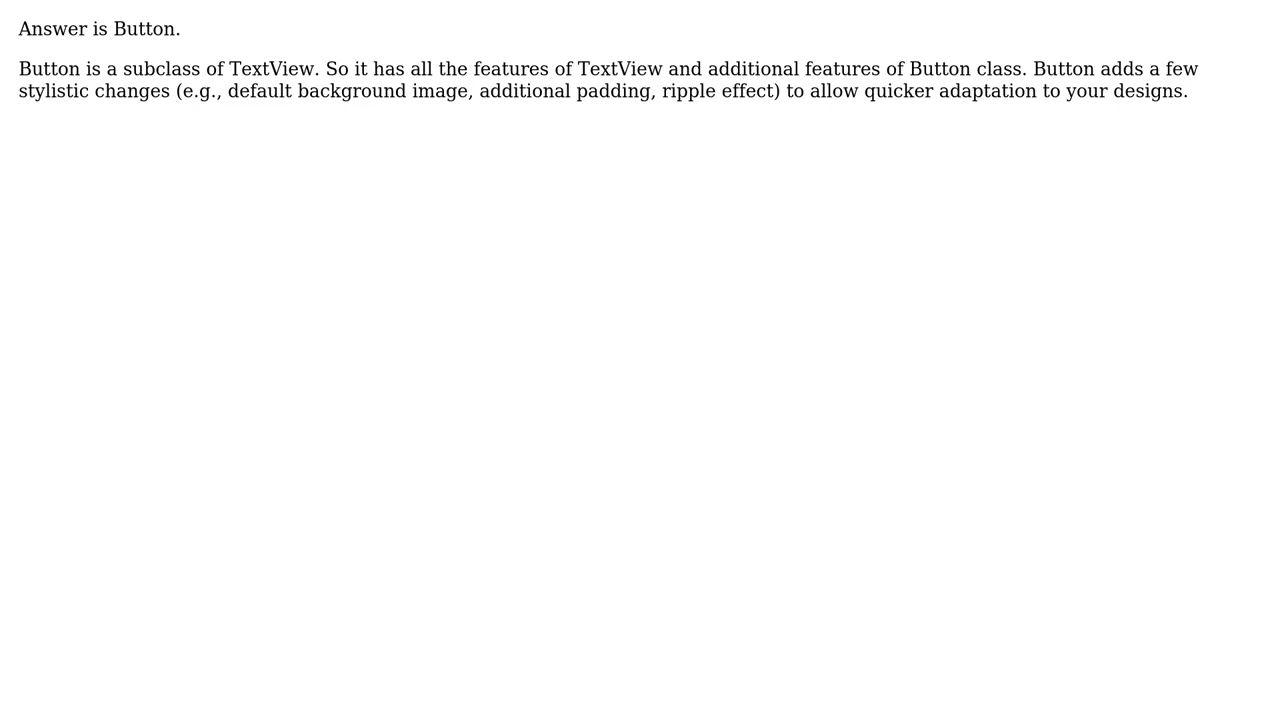 Answer is Button.
Button is a subclass of TextView. So it has all the features of TextView and additional features of Button class. Button adds a few
stylistic changes (e.g., default background image, additional padding, ripple effect) to allow quicker adaptation to your designs.